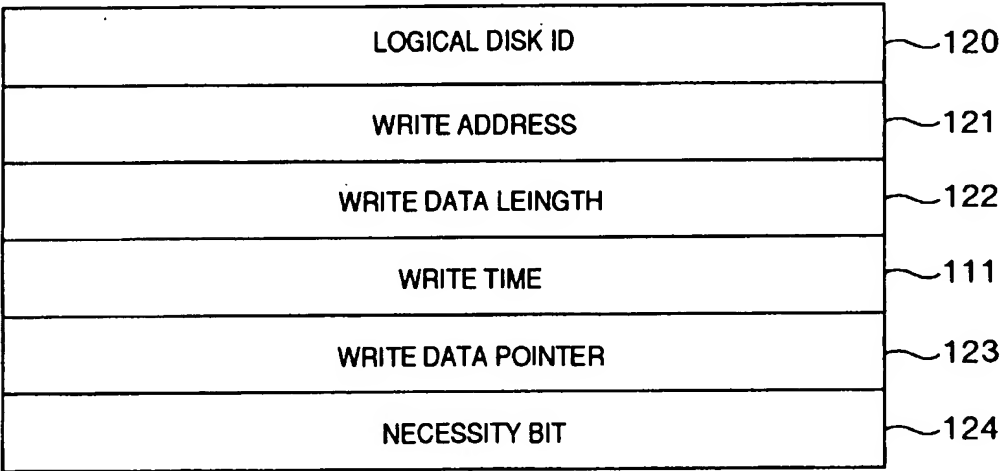 LOGICAL DISK ID 120
WRITE ADDRESS 121
WRITE DATA LEINGTH 122
WRITE TIME 111
WRITE DATA POINTER 123
NECESSITY BIT 124